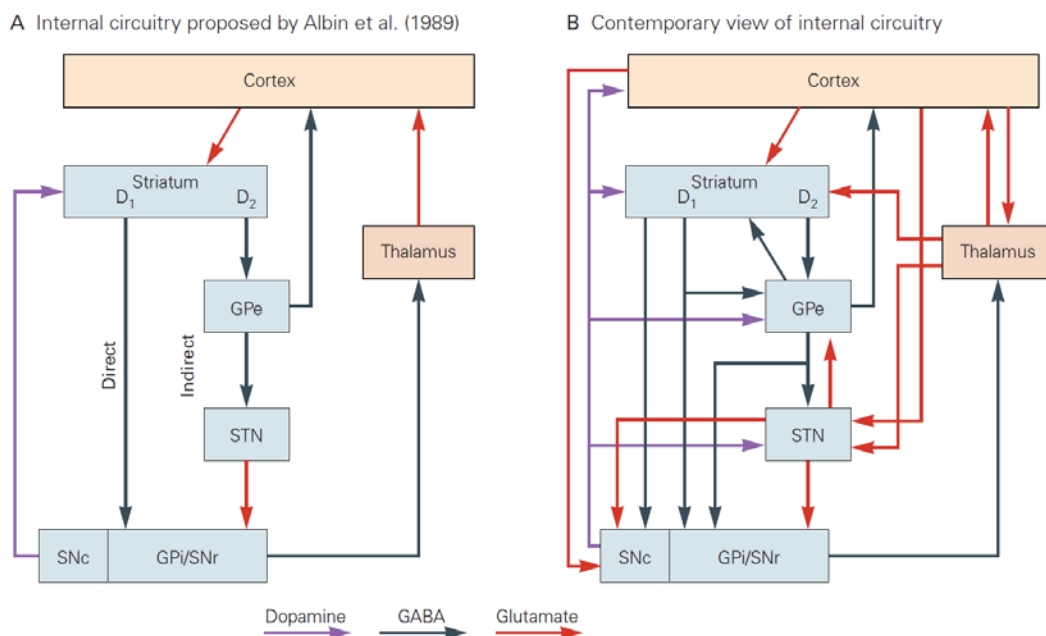 A Internal circuitry proposed by Albin et al. (1989)
Cortex
Striatum
D1
D2
Thalamus
GPe
Direct
Indirect
STN
SNc
GPi/SNr
B Contemporary view of internal circuitry
Cortex
Striatum
D1
D2
Thalamus
GPe
STN
SNc
GPi/SNr
Dopamine GABA Glutamate